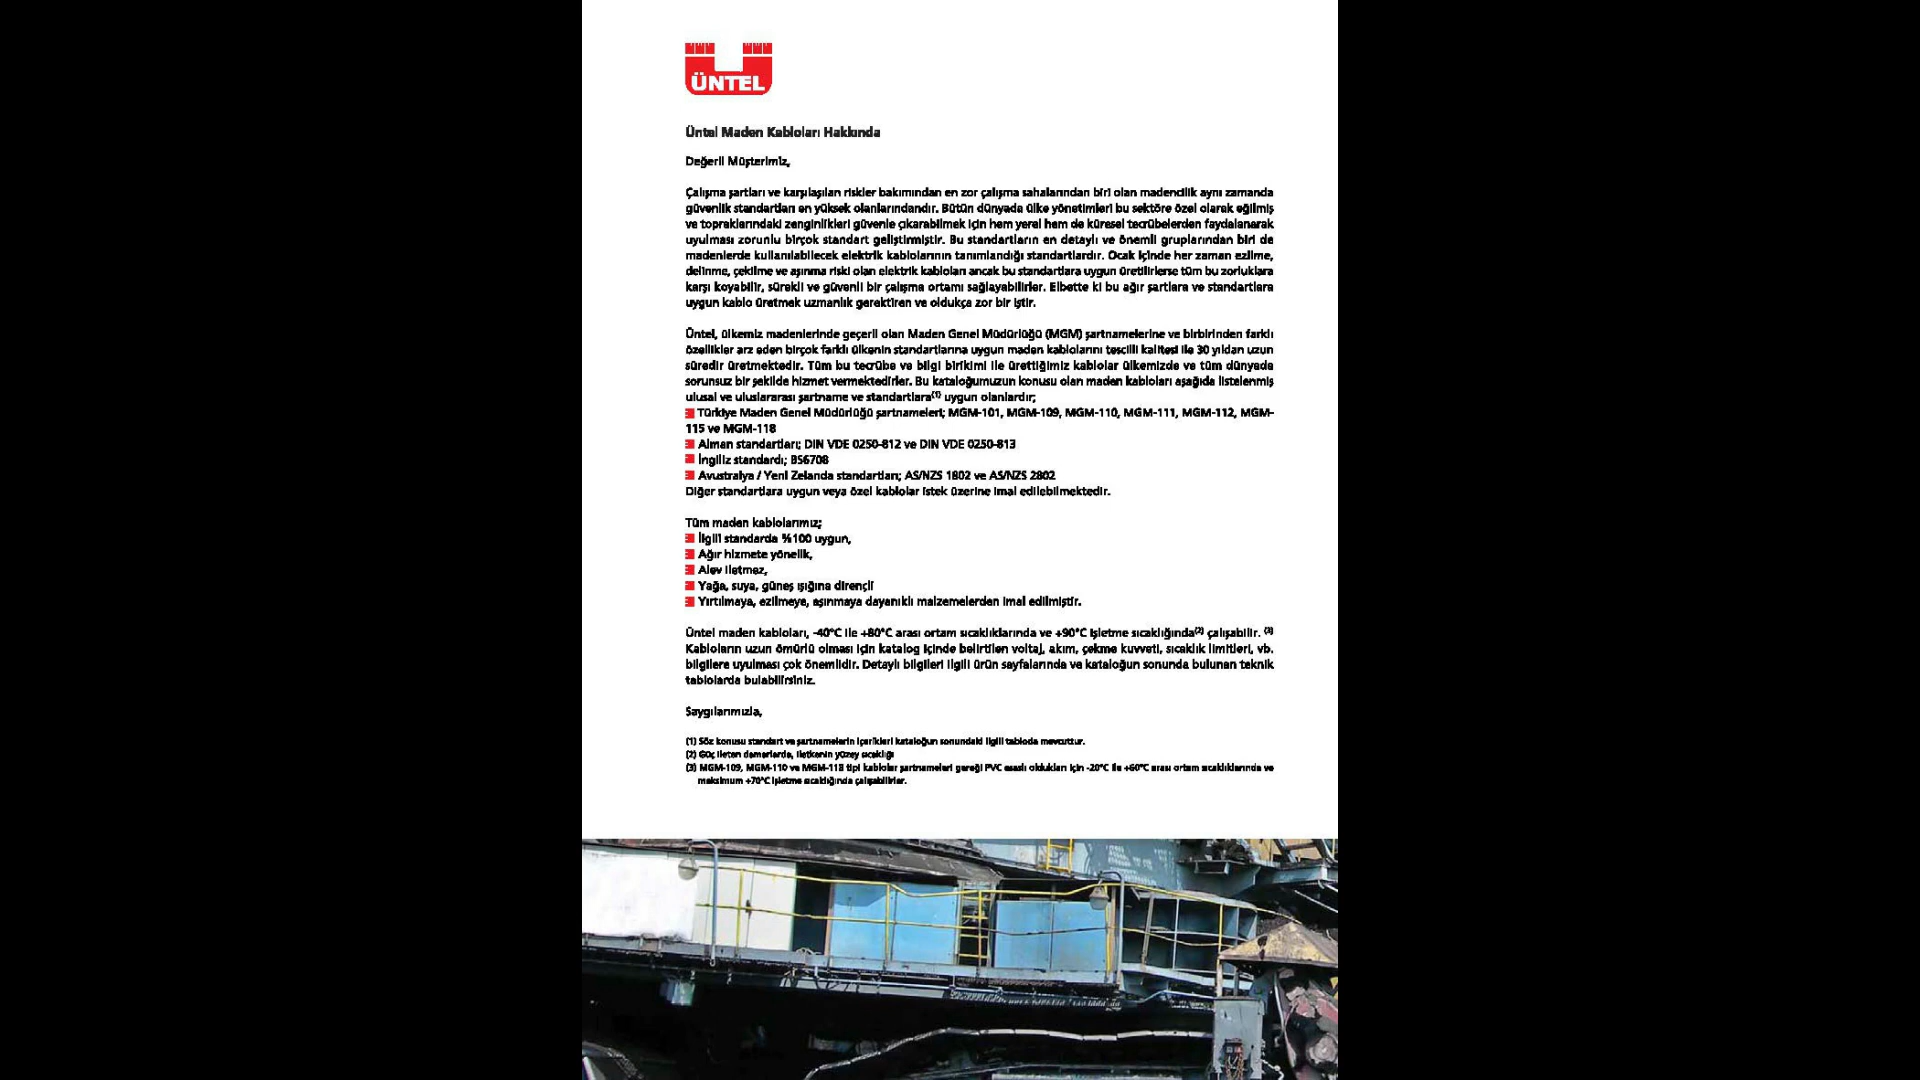 ÜNTEL
Üntel Maden Kabloları Hakkında
Değerli Müşterimiz,
Çalışma şartları ve karşılaşılan riskler bakımından en zor çalışma sahalarından biri olan madencilik aynı zamanda
güvenlik standartları en yüksek olanlarındandır. Bütün dünyada ülke yönetimleri bu sektöre özel olarak eğilmiş
ve topraklarındaki zenginlikleri güvenle çıkarabilmek için hem yerel hem de küresel tecrübelerden faydalanarak
uyulması zorunlu birçok standart geliştirmiştir. Bu standartların en detaylı ve önemli gruplarından biri de
madenlerde kullanılabilecek elektrik kablolarının tanımlandığı standartlardır. Ocak içinde her zaman ezilme,
delinme, çekilme ve aşınma riski olan elektrik kabloları ancak bu standartlara uygun üretilirlerse tüm bu zorluklara
karşı koyabilir, sürekli ve güvenli bir çalışma ortamı sağlayabilirler. Elbette ki bu ağır şartlara ve standartlara
uygun kablo üretmek uzmanlık gerektiren ve oldukça zor bir iştir.
Üntel, ülkemiz madenlerinde geçerli olan Maden Genel Müdürlüğü (MGM) şartnamelerine ve birbirinden farklı
özellikler arz eden birçok farklı ülkenin standartlarına uygun maden kablolarını tescilli kalitesi ile 30 yıldan uzun
süredir üretmektedir. Tüm bu tecrübe ve bilgi birikimi ile ürettiğimiz kablolar ülkemizde ve tüm dünyada
sorunsuz bir şekilde hizmet vermektedirler. Bu kataloğumuzun konusu olan maden kabloları aşağıda listelenmiş
ulusal ve uluslararası şartname ve standartlara(1) uygun olanlardır;
Türkiye Maden Genel Müdürlüğü şartnameleri; MGM-101, MGM-109, MGM-110, MGM-111, MGM-112, MGM-
115 ve MGM-118
Alman standartları; DIN VDE 0250-812 ve DIN VDE 0250-813
İngiliz standardı; BS6708
Avustralya / Yeni Zelanda standartları; AS/NZS 1802 ve AS/NZS 2802
Diğer standartlara uygun veya özel kablolar istek üzerine imal edilebilmektedir.
Tüm maden kablolarımız;
İlgili standarda %100 uygun,
Ağır hizmete yönelik,
Alev iletmez,
Yağa, suya, güneş ışığına dirençli
Yırtılmaya, ezilmeye, aşınmaya dayanıklı malzemelerden imal edilmiştir.
Üntel maden kabloları, -40°C ile +80°C arası ortam sıcaklıklarında ve +90°C işletme sıcaklığında(2) çalışabilir. (3)
Kabloların uzun ömürlü olması için katalog içinde belirtilen voltaj, akım, çekme kuvveti, sıcaklık limitleri, vb.
bilgilere uyulması çok önemlidir. Detaylı bilgileri ilgili ürün sayfalarında ve kataloğun sonunda bulunan teknik
tablolarda bulabilirsiniz.
Saygılarımızla,
(1) Söz konusu standart ve şartnamelerin içerikleri kataloğun sonundaki ilgili tabloda mevcuttur.
(2) Güç ileten damarlarda, iletkenin yüzey sıcaklığı
(3) MGM-109, MGM-110 ve MGM-118 tipi kablolar şartnameleri gereği PVC esaslı oldukları için -20°C ile +60°C arası ortam sıcaklıklarında ve
maksimum +70°C işletme sıcaklığında çalışabilirler.